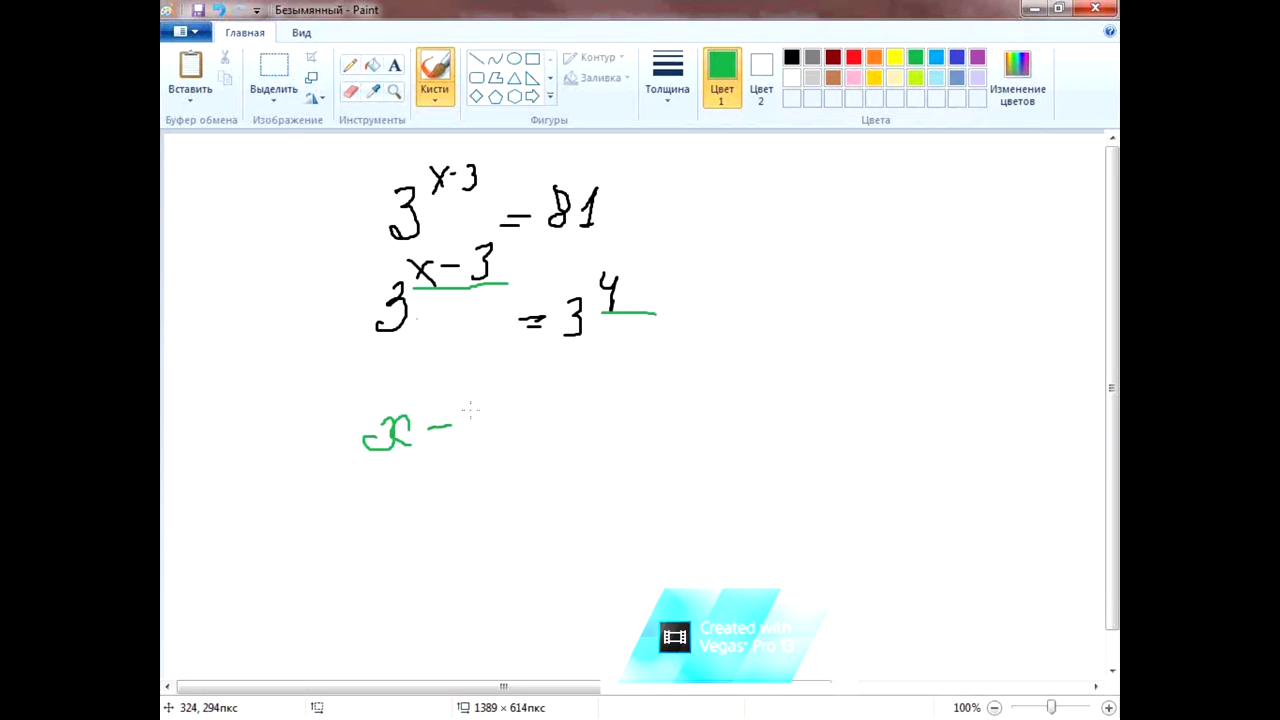 Безымянный - Paint
Главная Вид
Вставить Выделить Кисти Контур Заливка Толщина Цвет 1 Цвет 2 Изменение цветов
Буфер обмена Изображение Инструменты Фигуры Цвета
3^{x-3} = 81
3^{x-3} = 3^4
x -
Created with
Vegas® Pro 13
324, 294пкс 1389 × 614пкс 100%